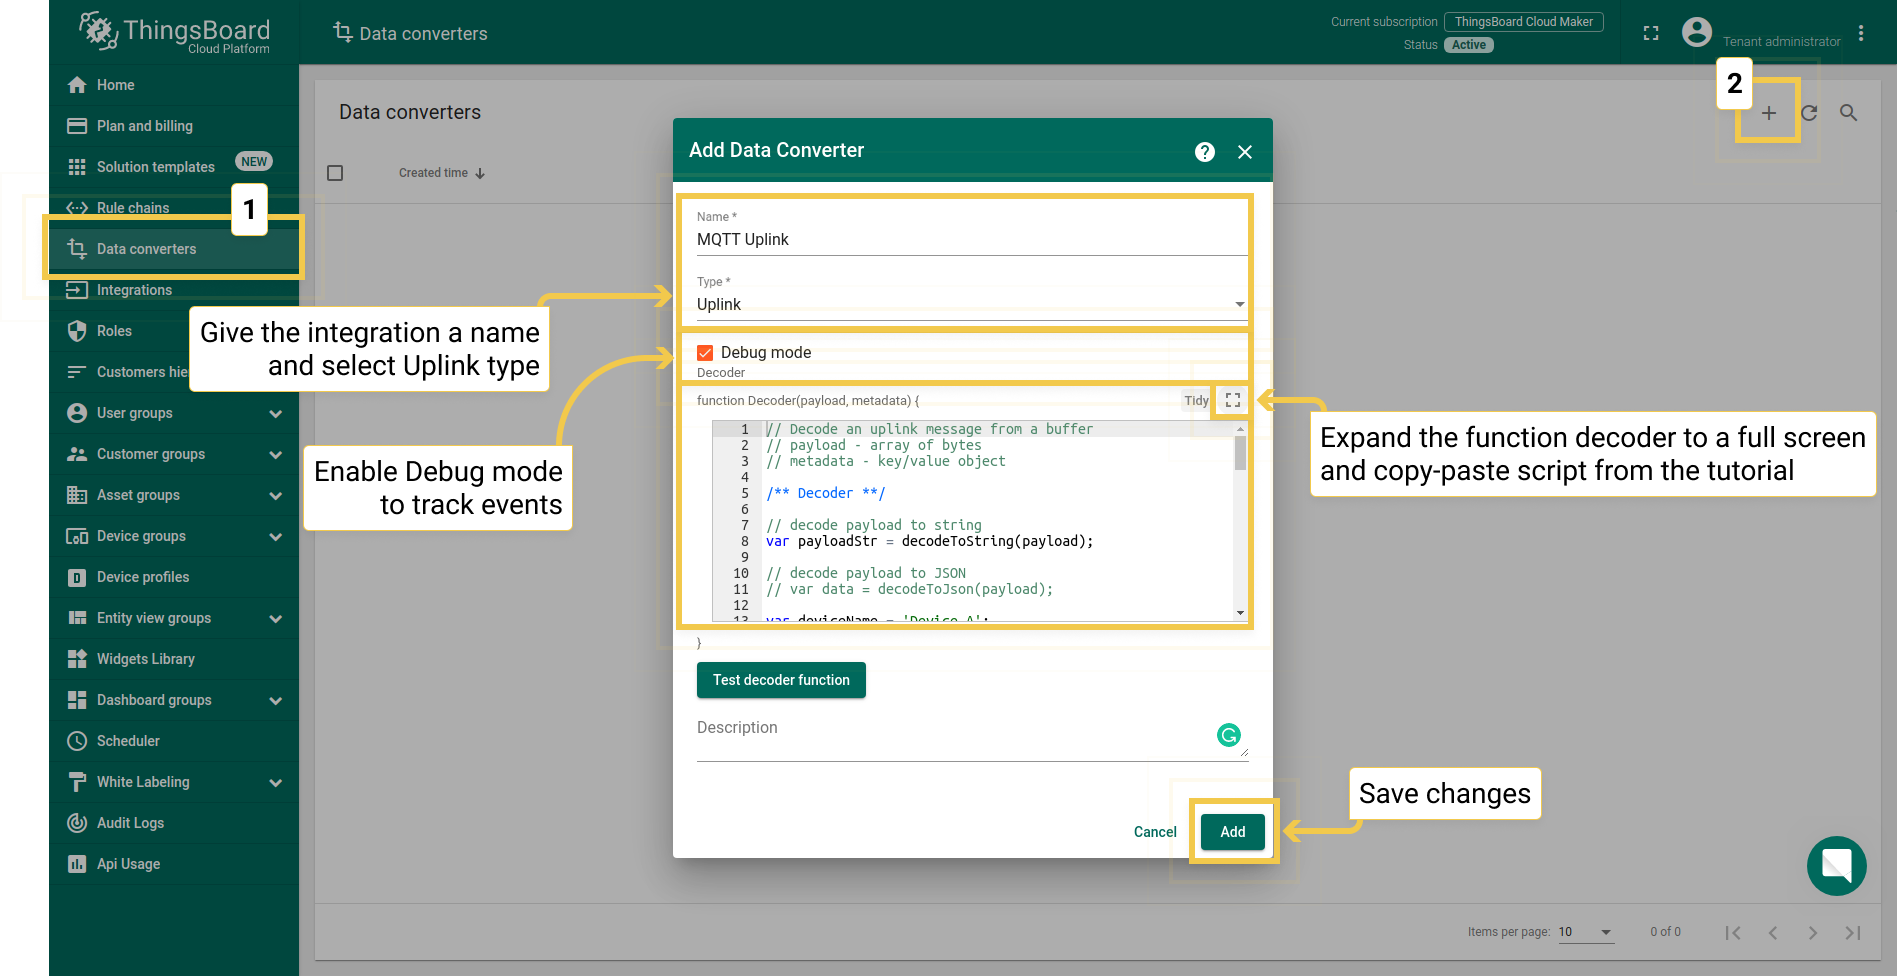 ThingsBoard
Cloud Platform
Data converters
Current subscription ThingsBoard Cloud Maker
Status Active
Tenant administrator
Home
Plan and billing
Solution templates NEW
Rule chains
1
Data converters
Integrations
Roles
Customers hie
User groups
Customer groups
Asset groups
Device groups
Device profiles
Entity view groups
Widgets Library
Dashboard groups
Scheduler
White Labeling
Audit Logs
Api Usage
Data converters
2
Created time
Add Data Converter
Name *
MQTT Uplink
Type *
Uplink
Give the integration a name
and select Uplink type
Debug mode
Decoder
function Decoder(payload, metadata) {
Tidy
Enable Debug mode
to track events
Expand the function decoder to a full screen
and copy-paste script from the tutorial
1 // Decode an uplink message from a buffer
2 // payload - array of bytes
3 // metadata - key/value object
4
5 /** Decoder **/
6
7 // decode payload to string
8 var payloadStr = decodeToString(payload);
9
10 // decode payload to JSON
11 // var data = decodeToJson(payload);
12
13 var deviceName = 'Device A';
}
Test decoder function
Description
Save changes
Cancel
Add
Items per page: 10
0 of 0